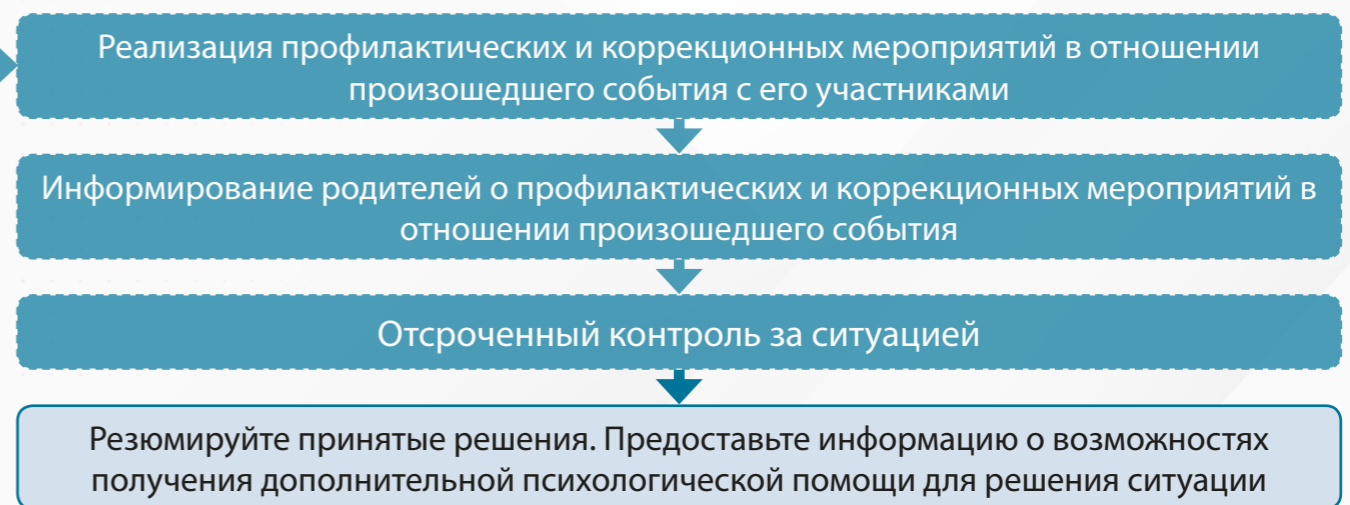 Реализация профилактических и коррекционных мероприятий в отношении
произошедшего события с его участниками
Информирование родителей о профилактических и коррекционных мероприятий в
отношении произошедшего события
Отсроченный контроль за ситуацией
Резюмируйте принятые решения. Предоставьте информацию о возможностях
получения дополнительной психологической помощи для решения ситуации